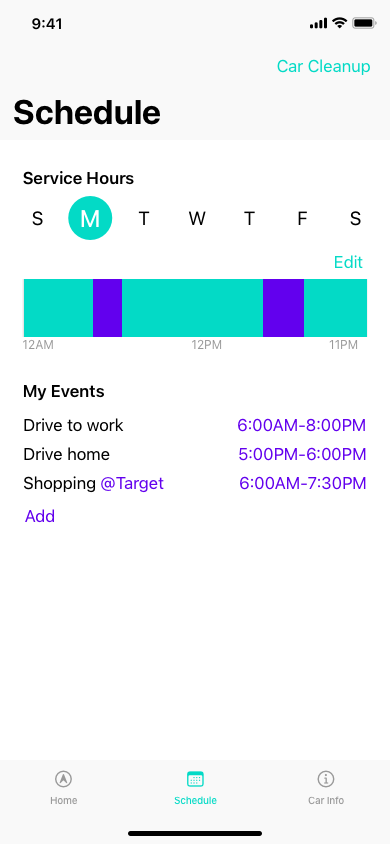 9:41
Car Cleanup
Schedule
Service Hours
S M T W T F S
Edit
12AM 12PM 11PM
My Events
Drive to work 6:00AM-8:00PM
Drive home 5:00PM-6:00PM
Shopping @Target 6:00AM-7:30PM
Add
Home Schedule Car Info